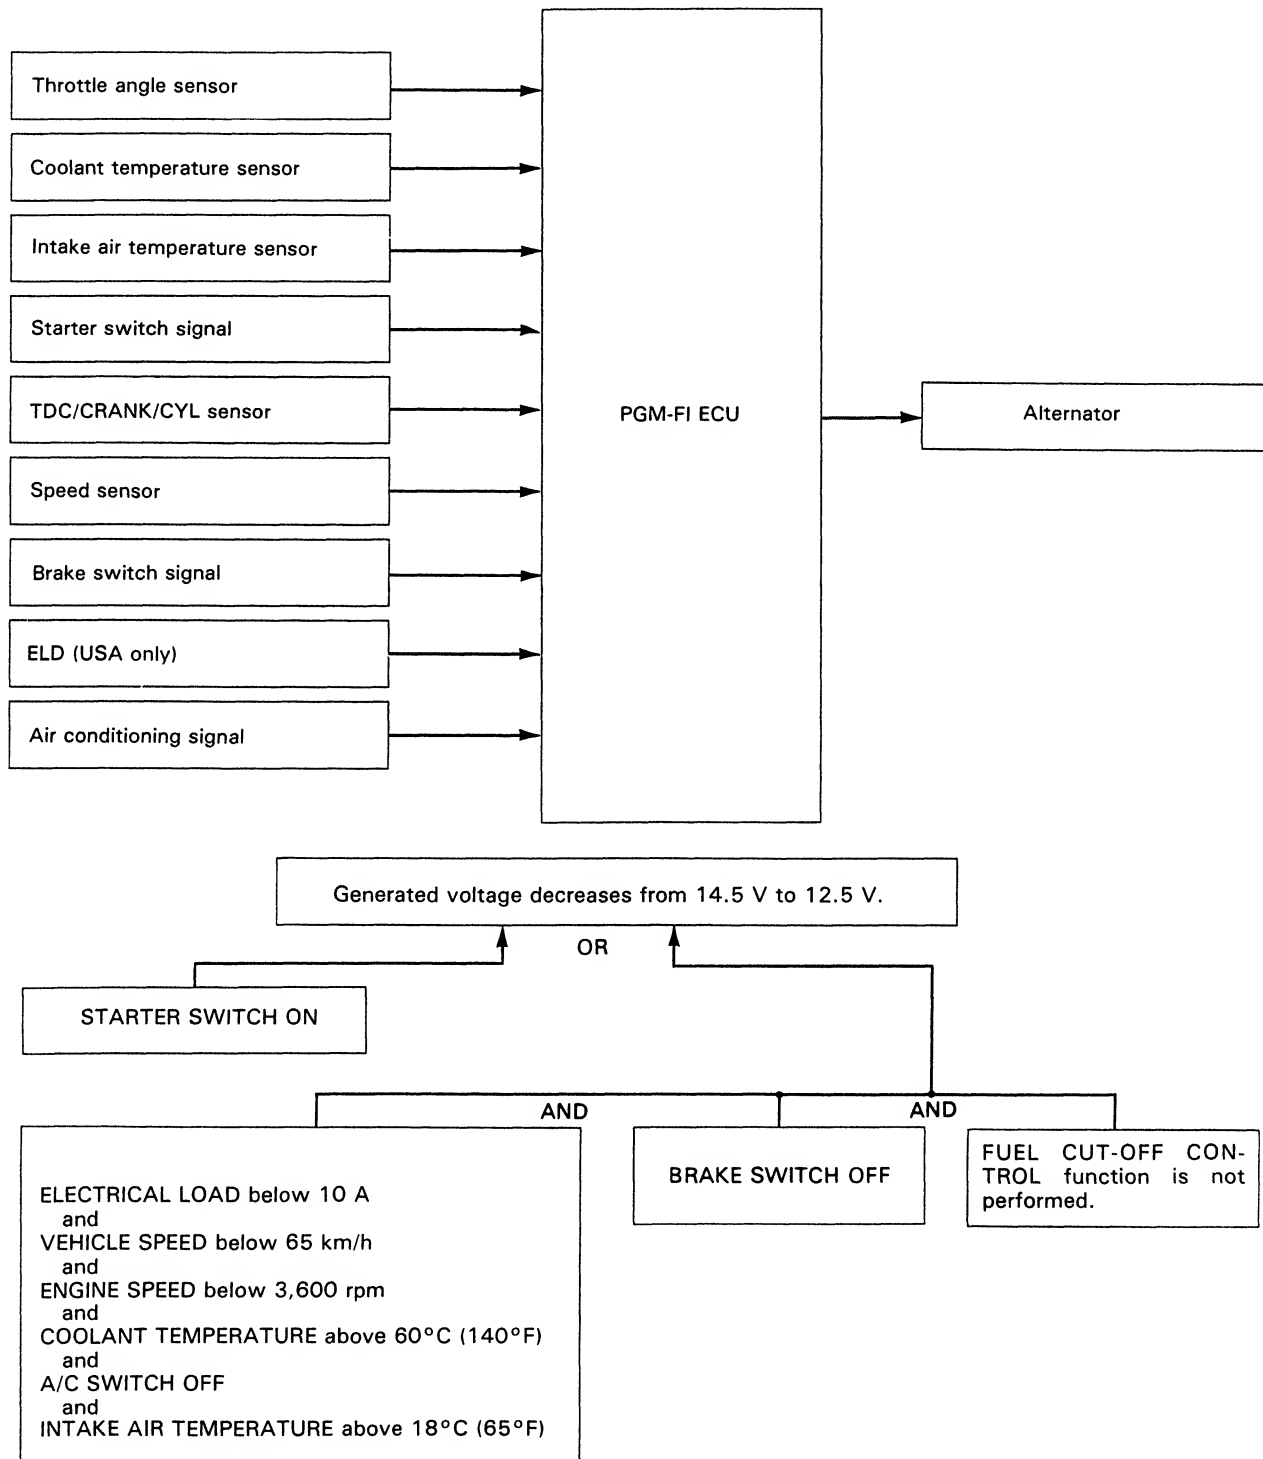 Throttle angle sensor
Coolant temperature sensor
Intake air temperature sensor
Starter switch signal
TDC/CRANK/CYL sensor
Speed sensor
Brake switch signal
ELD (USA only)
Air conditioning signal
PGM-FI ECU
Alternator
Generated voltage decreases from 14.5 V to 12.5 V.
OR
STARTER SWITCH ON
AND
AND
ELECTRICAL LOAD below 10 A
and
VEHICLE SPEED below 65 km/h
and
ENGINE SPEED below 3,600 rpm
and
COOLANT TEMPERATURE above 60°C (140°F)
and
A/C SWITCH OFF
and
INTAKE AIR TEMPERATURE above 18°C (65°F)
BRAKE SWITCH OFF
FUEL CUT-OFF CON-
TROL function is not
performed.